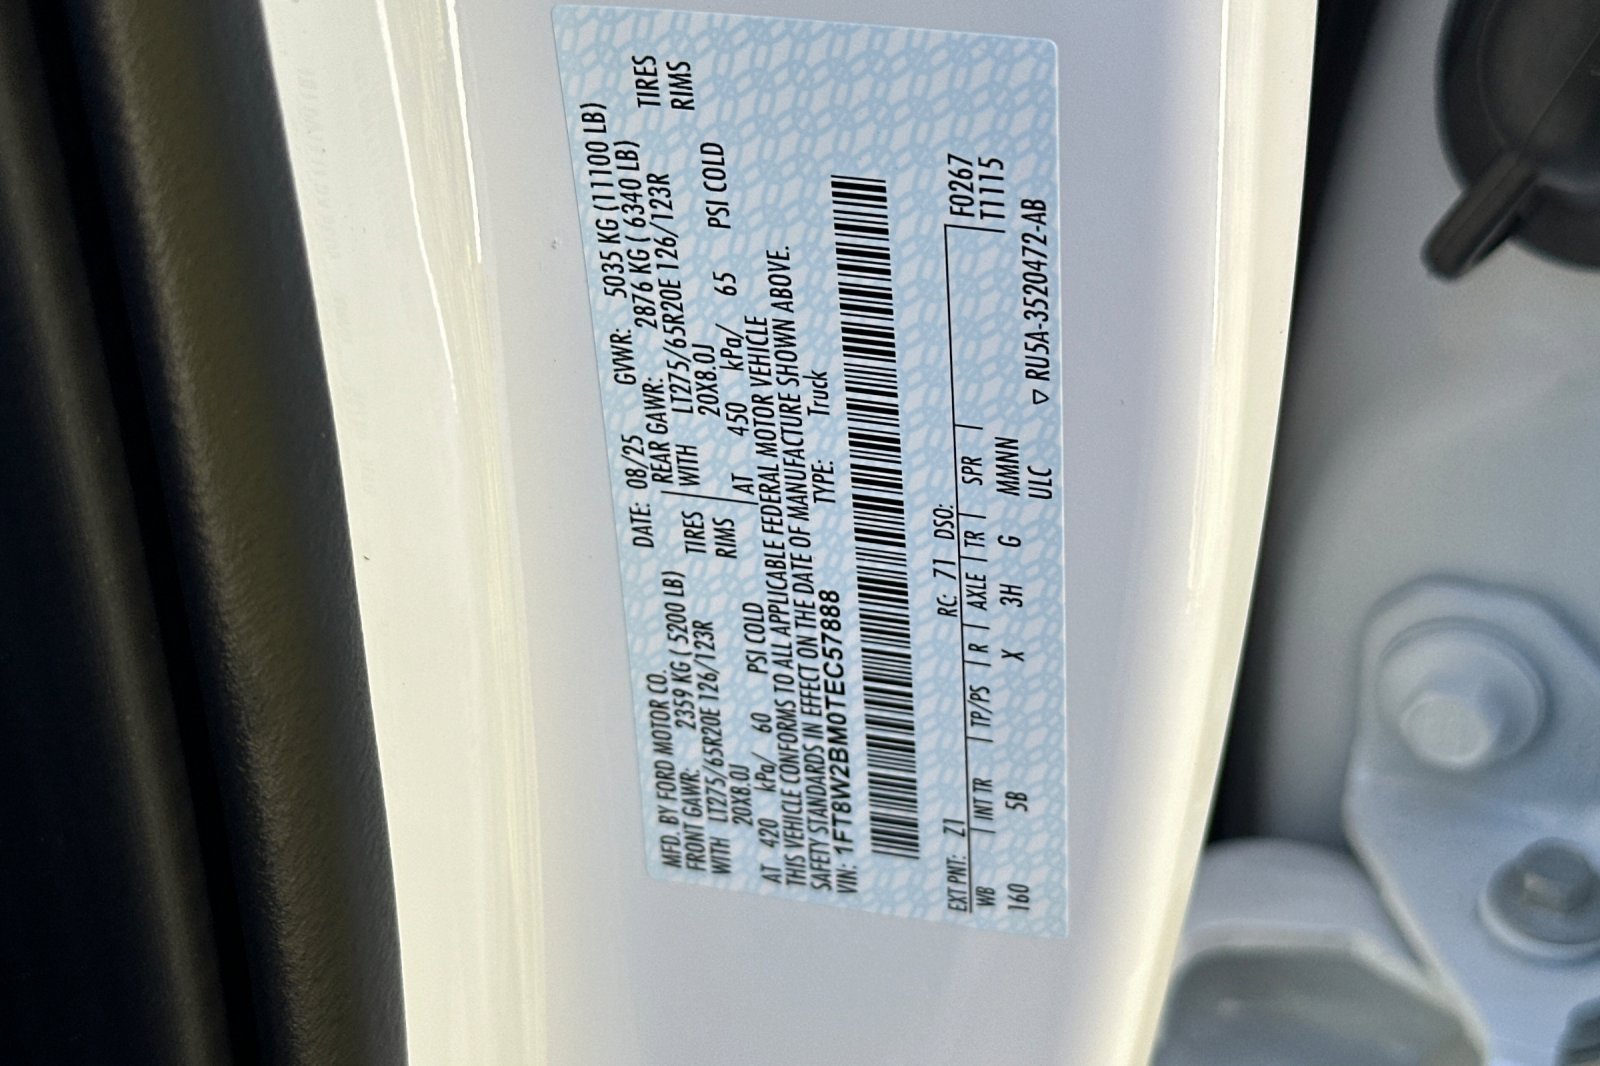 MFD. BY FORD MOTOR CO. DATE: 08/25 GVWR: 5035 KG (11100 LB)
FRONT GAWR: 2359 KG ( 5200 LB) REAR GAWR: 2876 KG ( 6340 LB)
WITH LT275/65R20E 126/123R TIRES WITH LT275/65R20E 126/123R TIRES
20X8.0J RIMS 20X8.0J RIMS
AT 420 kPa/ 60 PSI COLD AT 450 kPa/ 65 PSI COLD
THIS VEHICLE CONFORMS TO ALL APPLICABLE FEDERAL MOTOR VEHICLE
SAFETY STANDARDS IN EFFECT ON THE DATE OF MANUFACTURE SHOWN ABOVE.
VIN: 1FT8W2BM0TEC57888 TYPE: Truck
EXT PNT: Z1 RC: 71 DSO: F0267
WB INT TR TP/PS R AXLE TR SPR T1115
160 5B X 3H G MMNN
ULC ▽ RU5A-3520472-AB